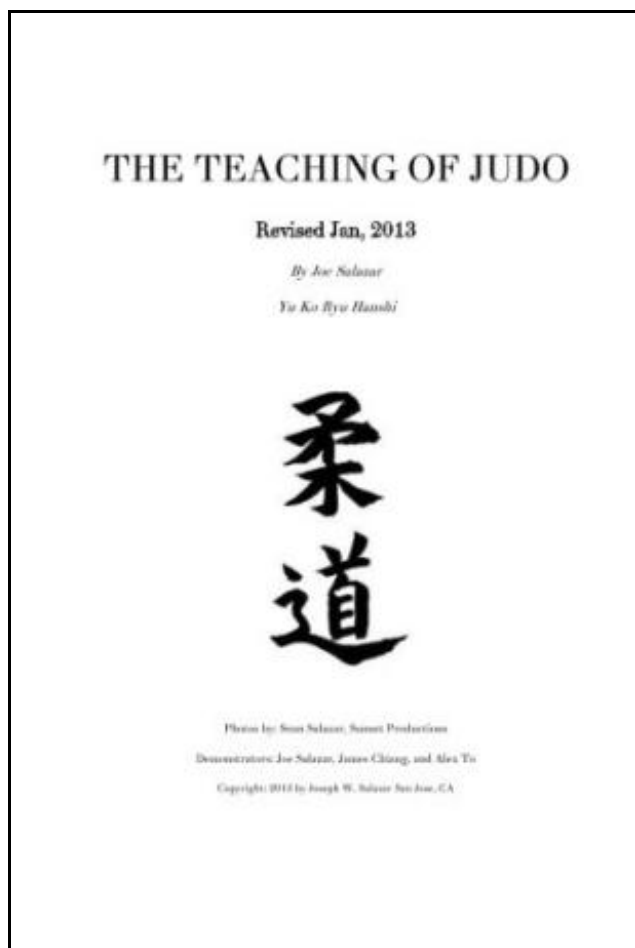 THE TEACHING OF JUDO
Revised Jan, 2013
By Joe Salazar
Yu Ko Ryu Hanshi
柔
道
Photos by: Sean Salazar, Sunset Productions
Demonstrators: Joe Salazar, James Chiang, and Alex To
Copyright: 2013 by Joseph W. Salazar San Jose, CA